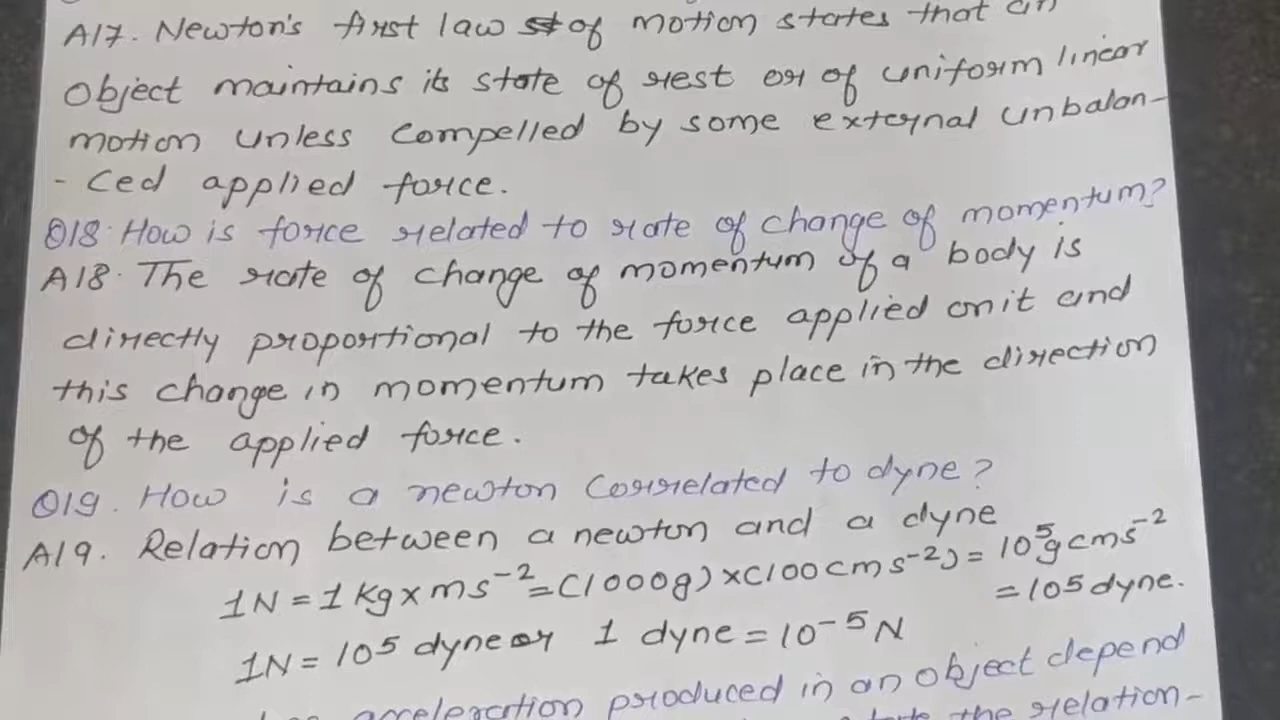 A17. Newton's first law of motion states that an
object maintains its state of rest or of uniform linear
motion unless compelled by some external unbalan-
- ced applied force.
Q18. How is force related to rate of change of momentum?
A18. The rate of change of momentum of a body is
directly proportional to the force applied on it and
this change in momentum takes place in the direction
of the applied force.
Q19. How is a newton correlated to dyne?
A19. Relation between a newton and a dyne
1N = 1 kg x ms⁻² = (1000g) x (100 cm s⁻²) = 10⁵ g cm s⁻²
= 10⁵ dyne.
1N = 10⁵ dyne or 1 dyne = 10⁻⁵ N
acceleration produced in an object depend
the relation-